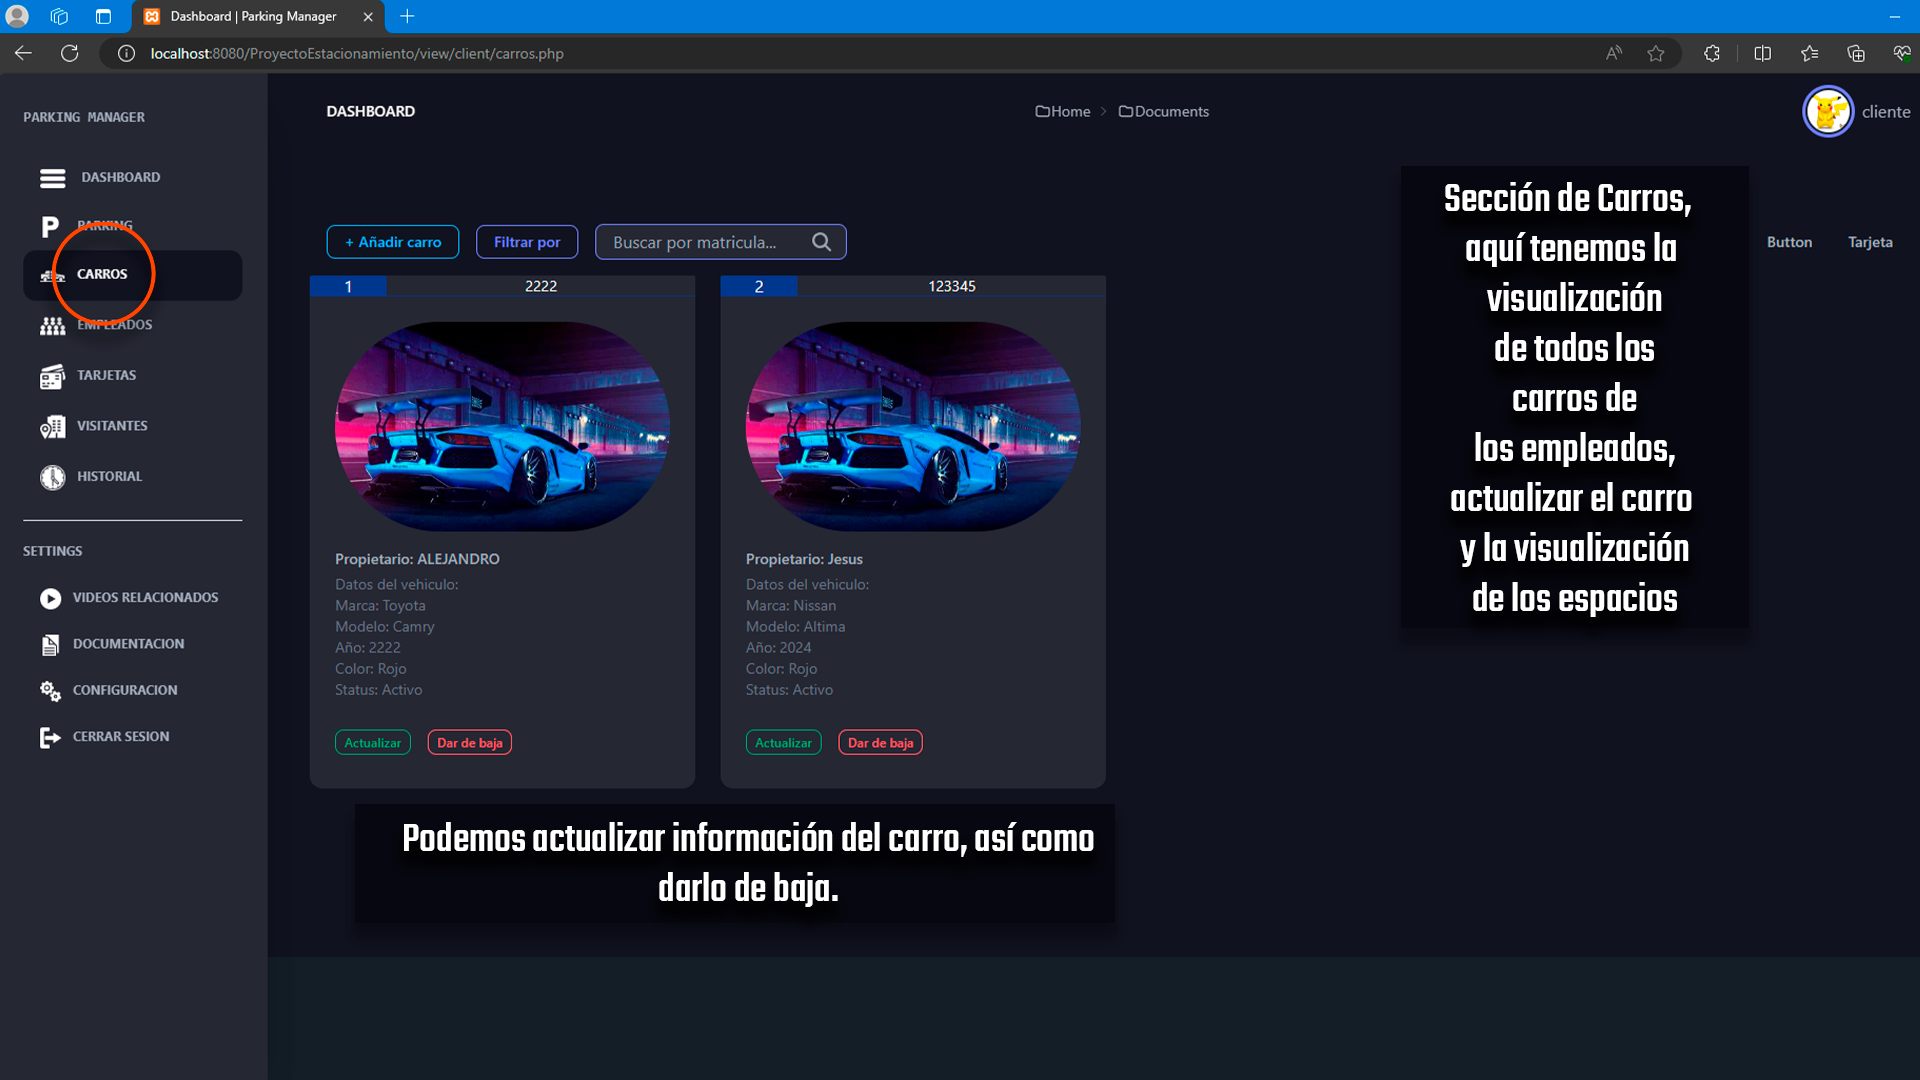 Dashboard | Parking Manager
localhost:8080/ProyectoEstacionamiento/view/client/carros.php
PARKING MANAGER
DASHBOARD
PARKING
CARROS
EMPLEADOS
TARJETAS
VISITANTES
HISTORIAL
SETTINGS
VIDEOS RELACIONADOS
DOCUMENTACION
CONFIGURACION
CERRAR SESION
DASHBOARD
Home > Documents
cliente
+ Añadir carro
Filtrar por
Buscar por matricula...
Button
Tarjeta
1 2222
Propietario: ALEJANDRO
Datos del vehiculo:
Marca: Toyota
Modelo: Camry
Año: 2222
Color: Rojo
Status: Activo
Actualizar
Dar de baja
2 123345
Propietario: Jesus
Datos del vehiculo:
Marca: Nissan
Modelo: Altima
Año: 2024
Color: Rojo
Status: Activo
Actualizar
Dar de baja
Sección de Carros,
aquí tenemos la
visualización
de todos los
carros de
los empleados,
actualizar el carro
y la visualización
de los espacios
Podemos actualizar información del carro, así como
darlo de baja.